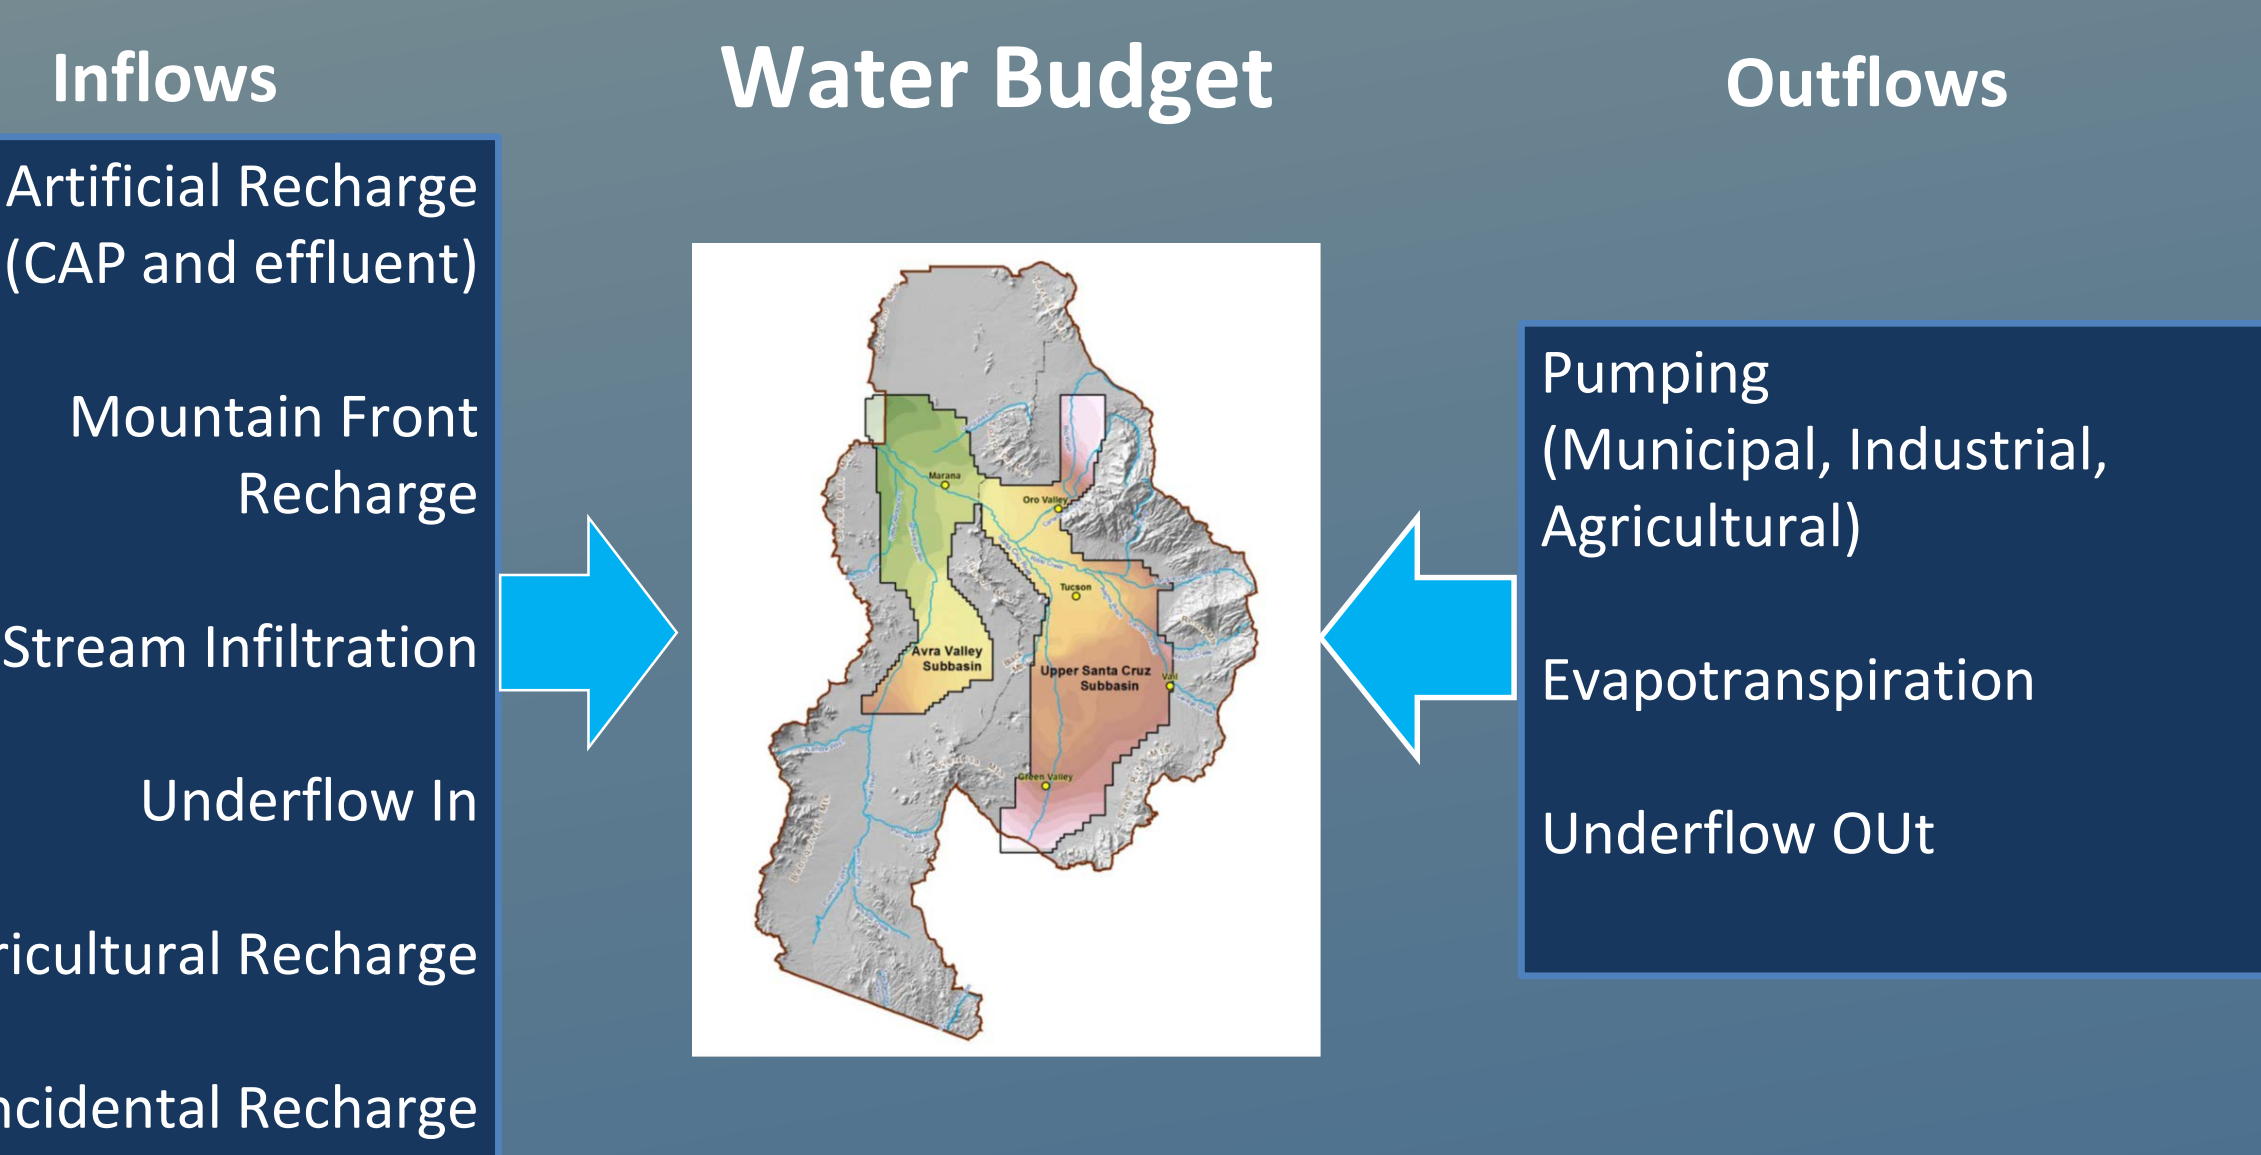 Inflows
Water Budget
Outflows
Artificial Recharge
(CAP and effluent)
Mountain Front
Recharge
Stream Infiltration
Underflow In
ricultural Recharge
ncidental Recharge
Marana
Oro Valley
Tucson
Avra Valley
Subbasin
Upper Santa Cruz
Subbasin
Vail
Green Valley
Pumping
(Municipal, Industrial,
Agricultural)
Evapotranspiration
Underflow OUt